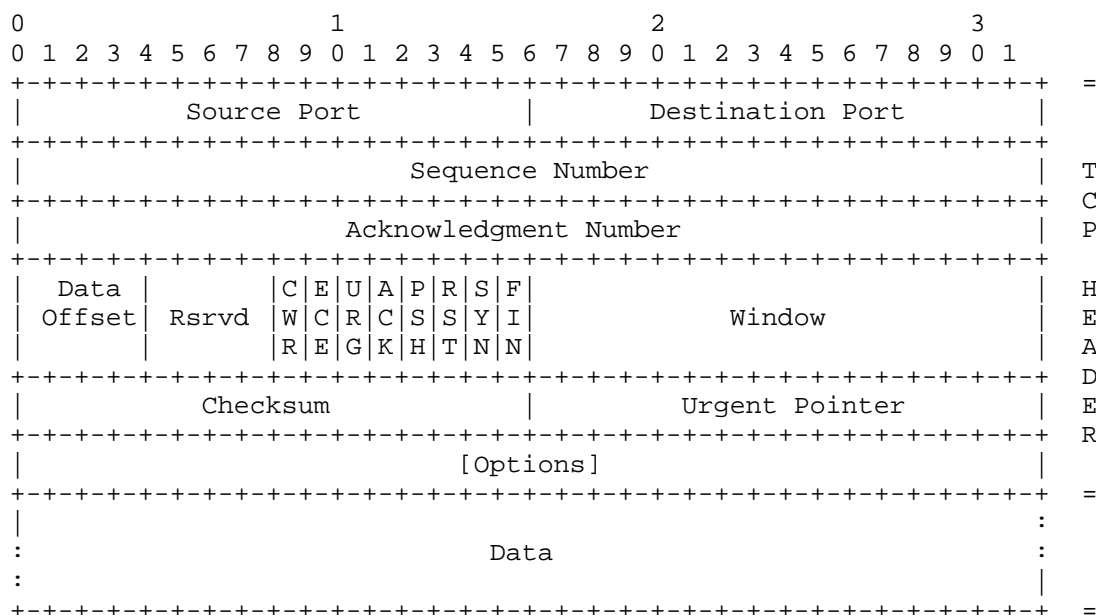 0                   1                   2                   3
0 1 2 3 4 5 6 7 8 9 0 1 2 3 4 5 6 7 8 9 0 1 2 3 4 5 6 7 8 9 0 1
+-+-+-+-+-+-+-+-+-+-+-+-+-+-+-+-+-+-+-+-+-+-+-+-+-+-+-+-+-+-+-+-+  =
|          Source Port          |       Destination Port        |
+-+-+-+-+-+-+-+-+-+-+-+-+-+-+-+-+-+-+-+-+-+-+-+-+-+-+-+-+-+-+-+-+
|                        Sequence Number                        |  T
+-+-+-+-+-+-+-+-+-+-+-+-+-+-+-+-+-+-+-+-+-+-+-+-+-+-+-+-+-+-+-+-+  C
|                    Acknowledgment Number                      |  P
+-+-+-+-+-+-+-+-+-+-+-+-+-+-+-+-+-+-+-+-+-+-+-+-+-+-+-+-+-+-+-+-+
|  Data |       |C|E|U|A|P|R|S|F|                               |  H
| Offset| Rsrvd |W|C|R|C|S|S|Y|I|            Window             |  E
|       |       |R|E|G|K|H|T|N|N|                               |  A
+-+-+-+-+-+-+-+-+-+-+-+-+-+-+-+-+-+-+-+-+-+-+-+-+-+-+-+-+-+-+-+-+  D
|           Checksum            |         Urgent Pointer        |  E
+-+-+-+-+-+-+-+-+-+-+-+-+-+-+-+-+-+-+-+-+-+-+-+-+-+-+-+-+-+-+-+-+  R
|                           [Options]                           |
+-+-+-+-+-+-+-+-+-+-+-+-+-+-+-+-+-+-+-+-+-+-+-+-+-+-+-+-+-+-+-+-+  =
|                                                               :
:                             Data                              :
:                                                               |
+-+-+-+-+-+-+-+-+-+-+-+-+-+-+-+-+-+-+-+-+-+-+-+-+-+-+-+-+-+-+-+-+  =